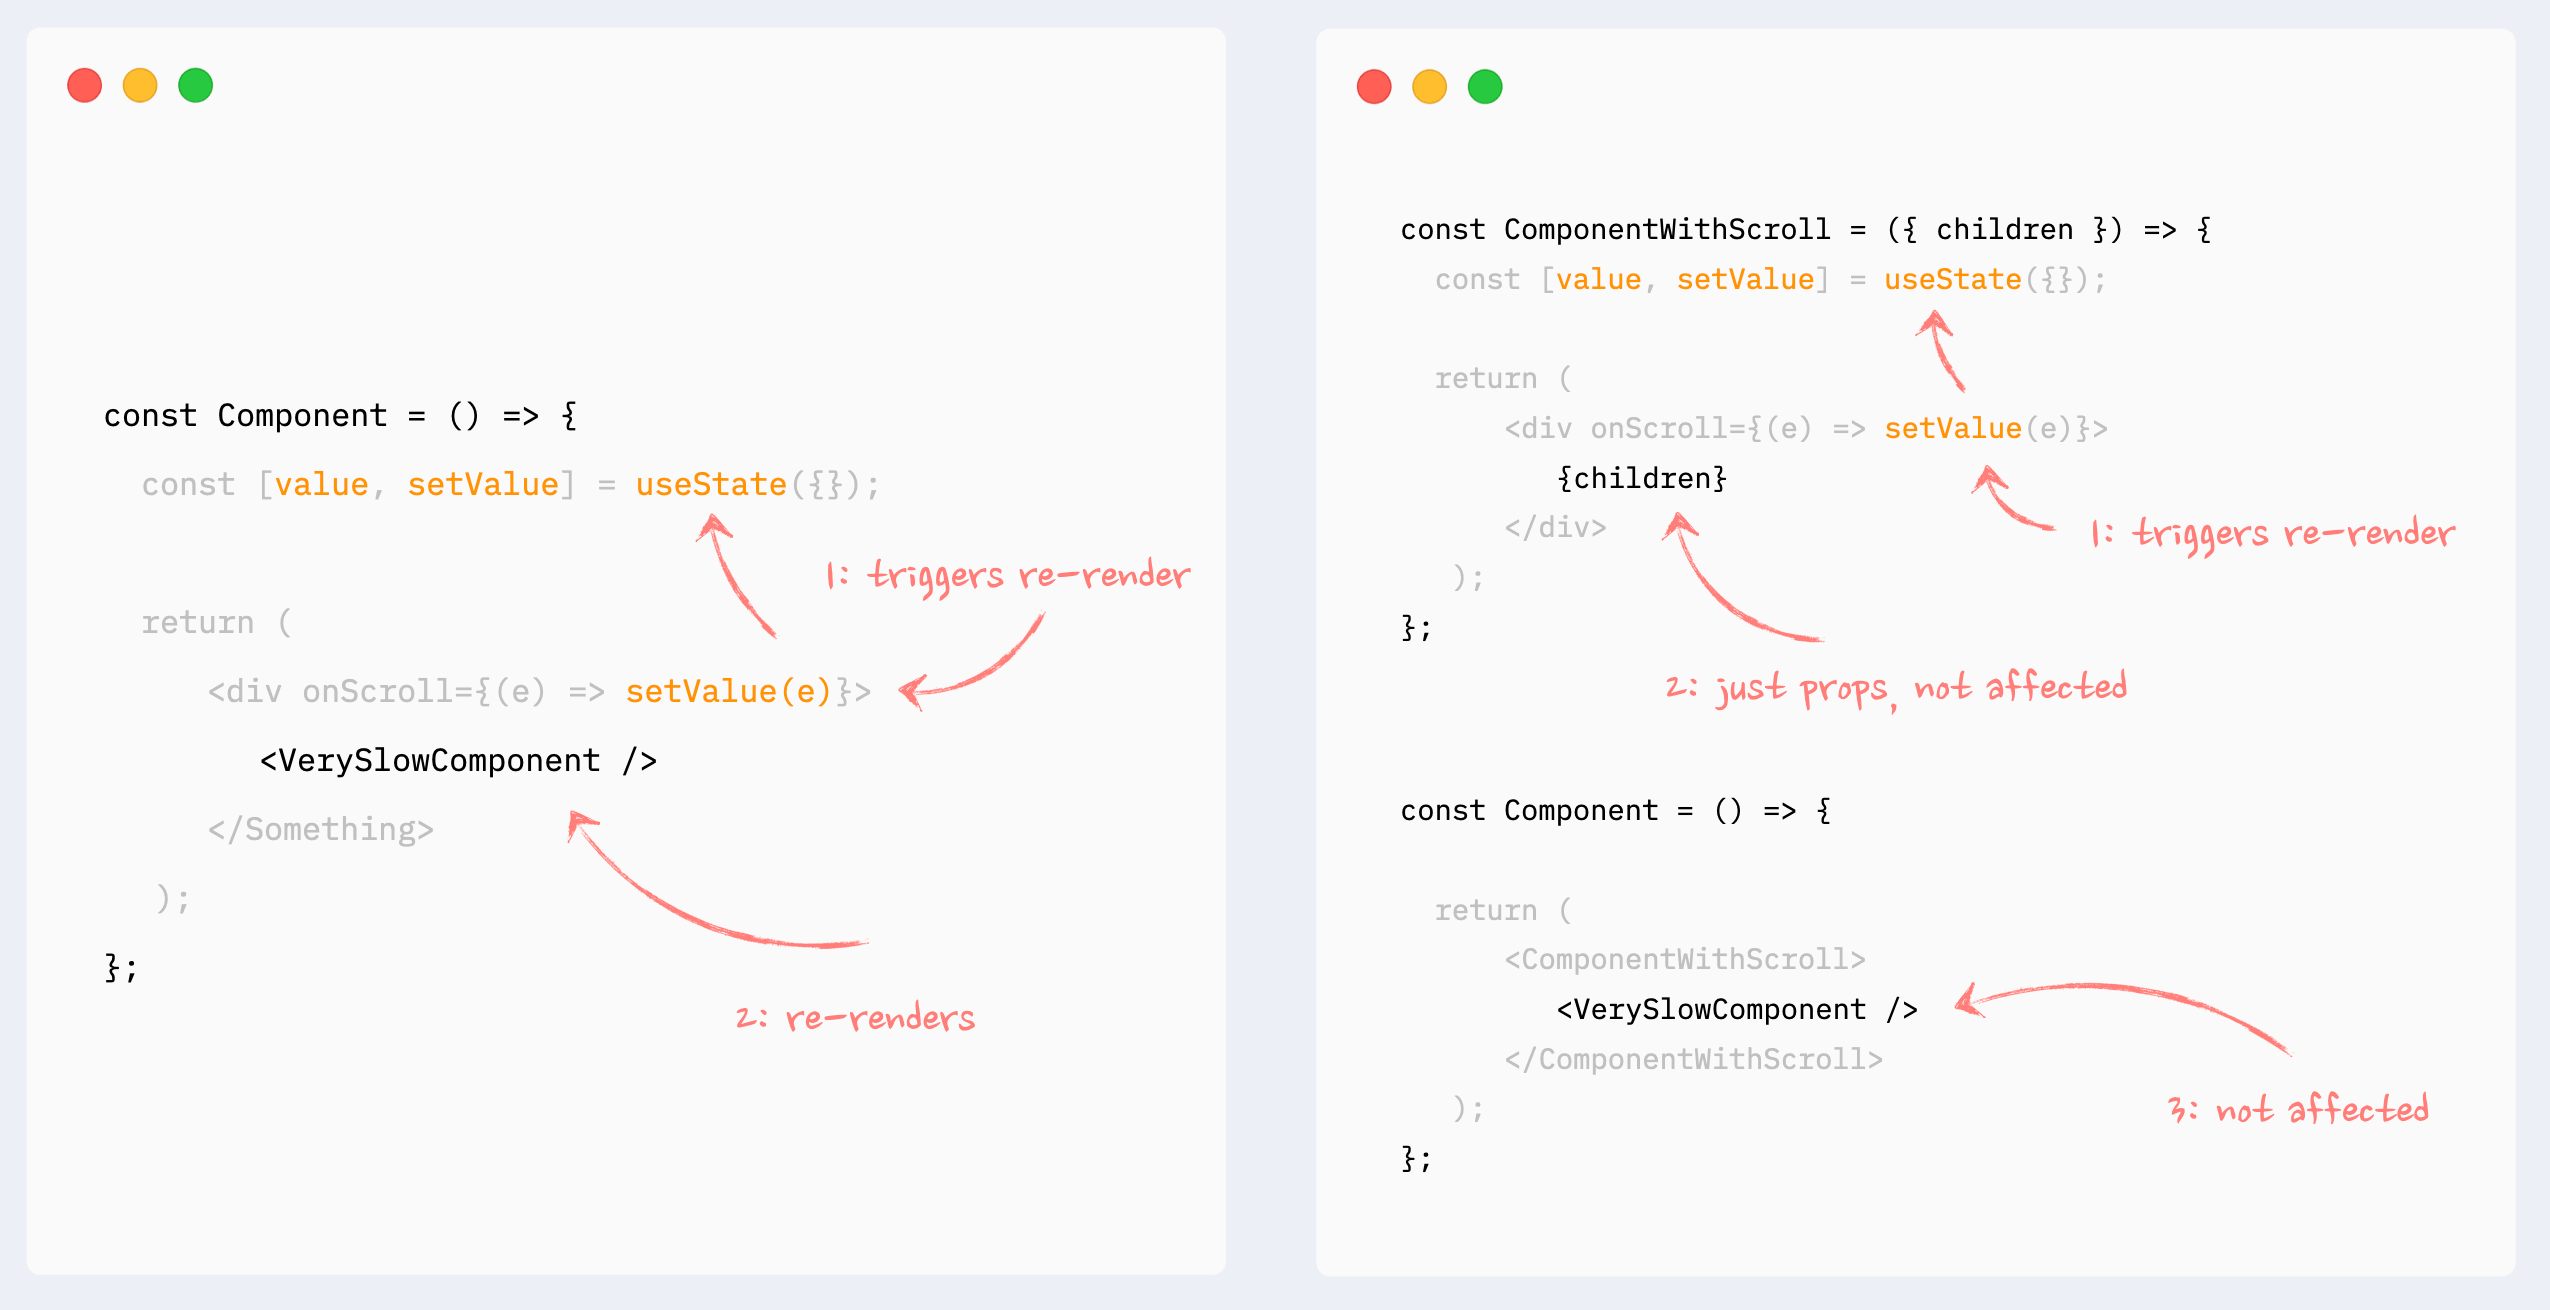 const Component = () => {
const [value, setValue] = useState({});
1: triggers re-render
return (
<div onScroll={(e) => setValue(e)}>
<VerySlowComponent />
</Something>
);
};
2: re-renders
const ComponentWithScroll = ({ children }) => {
const [value, setValue] = useState({});
return (
<div onScroll={(e) => setValue(e)}>
{children}
</div>
1: triggers re-render
);
};
2: just props, not affected
const Component = () => {
return (
<ComponentWithScroll>
<VerySlowComponent />
</ComponentWithScroll>
);
3: not affected
};